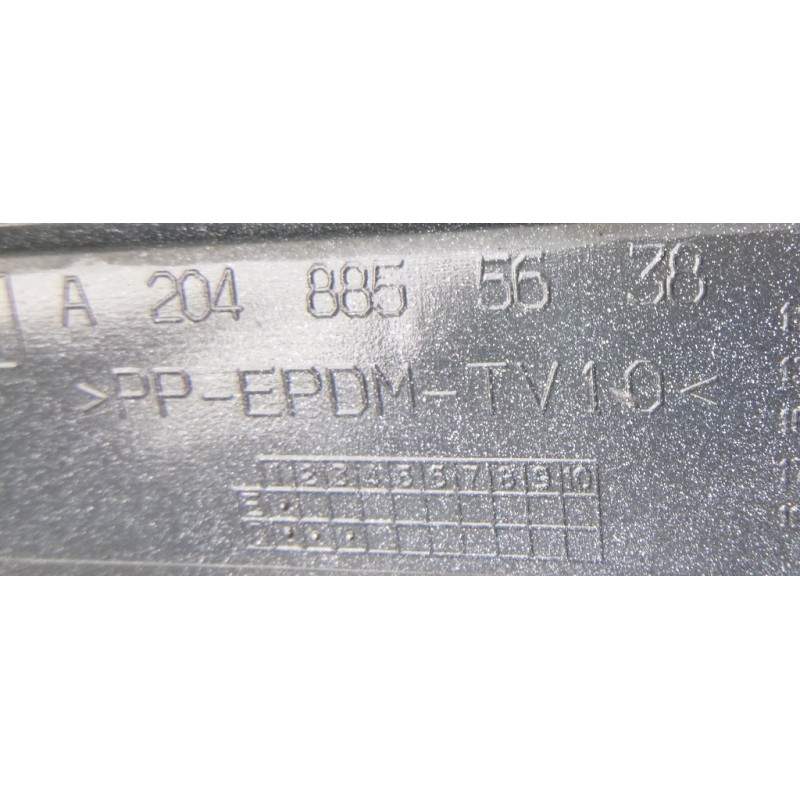 A 204 885 56 38
>PP-EPDM-TV10<
1 2 3 4 5 6 7 8 9 10
E